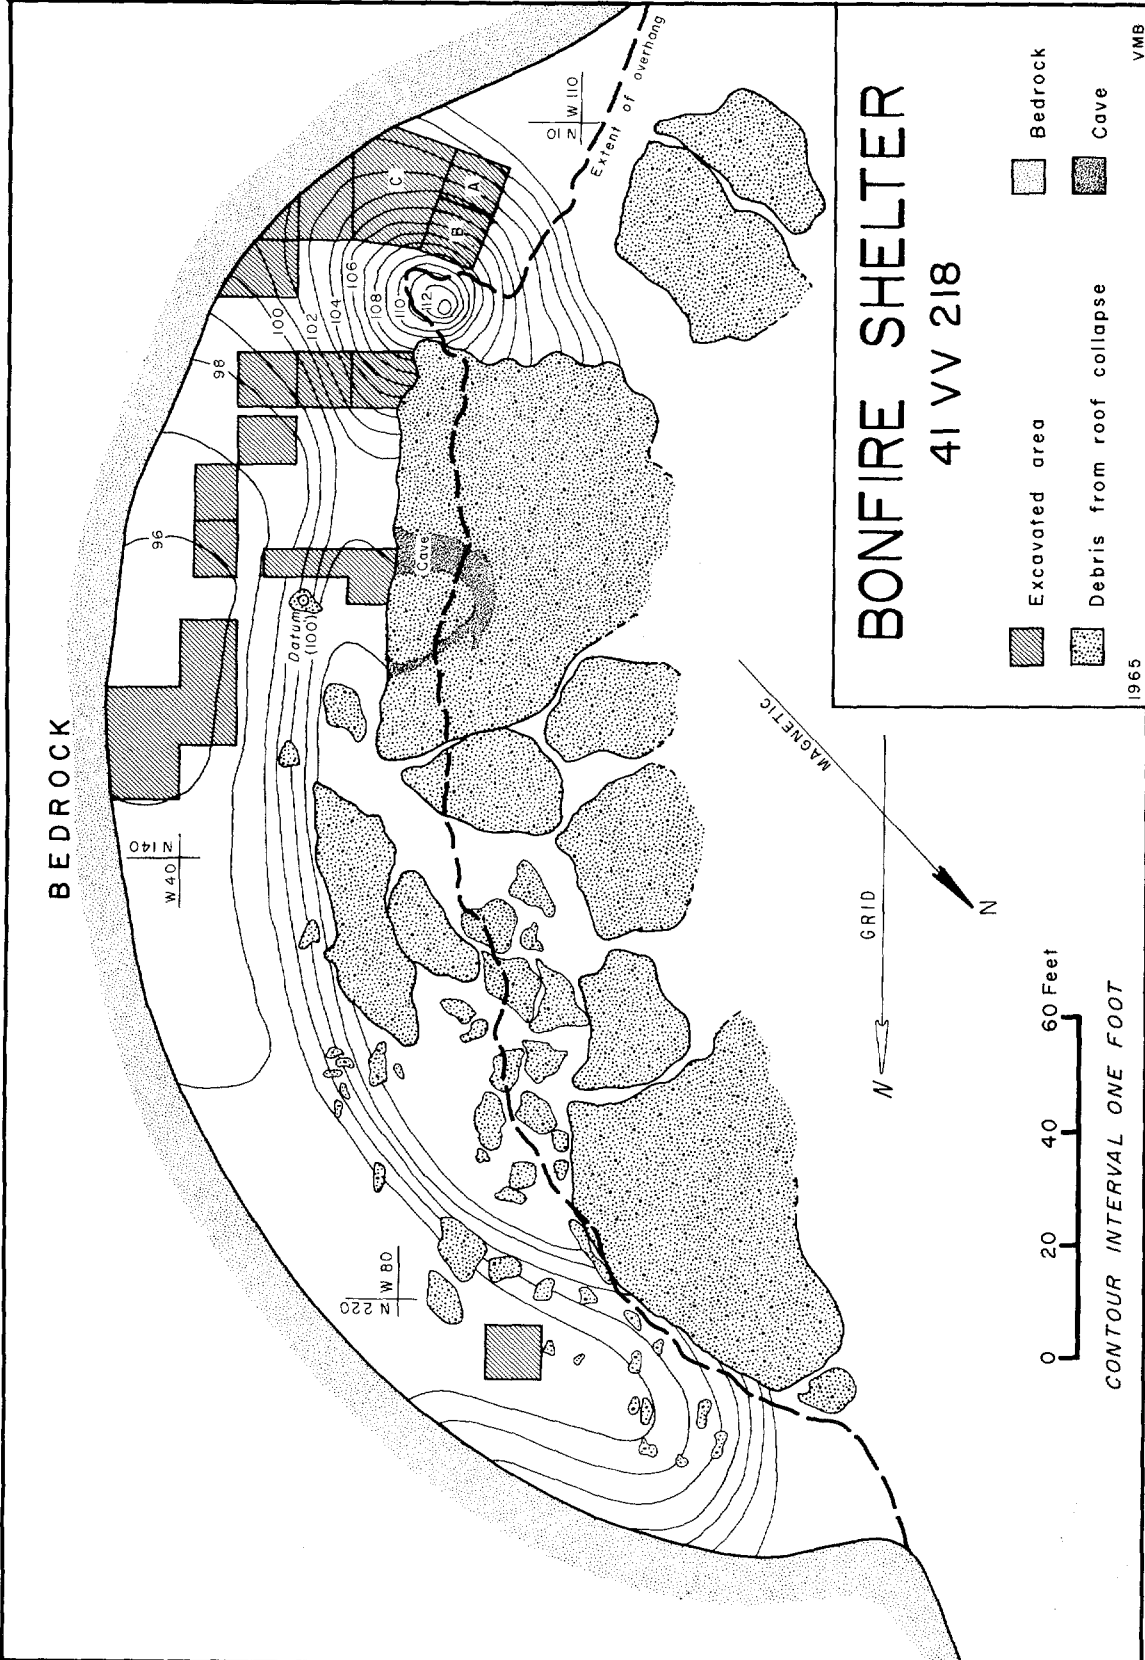 BEDROCK
96
98
100
102
104
106
108
110
112
C
A
B
N 10
W 110
Extent of overhang
Cave
Datum
(100)
N 140
W 40
N 220
W 80
MAGNETIC
N
GRID
N
0 20 40 60 Feet
CONTOUR INTERVAL ONE FOOT
BONFIRE SHELTER
41 VV 218
Excavated area
Bedrock
Debris from roof collapse
Cave
1965
VMB